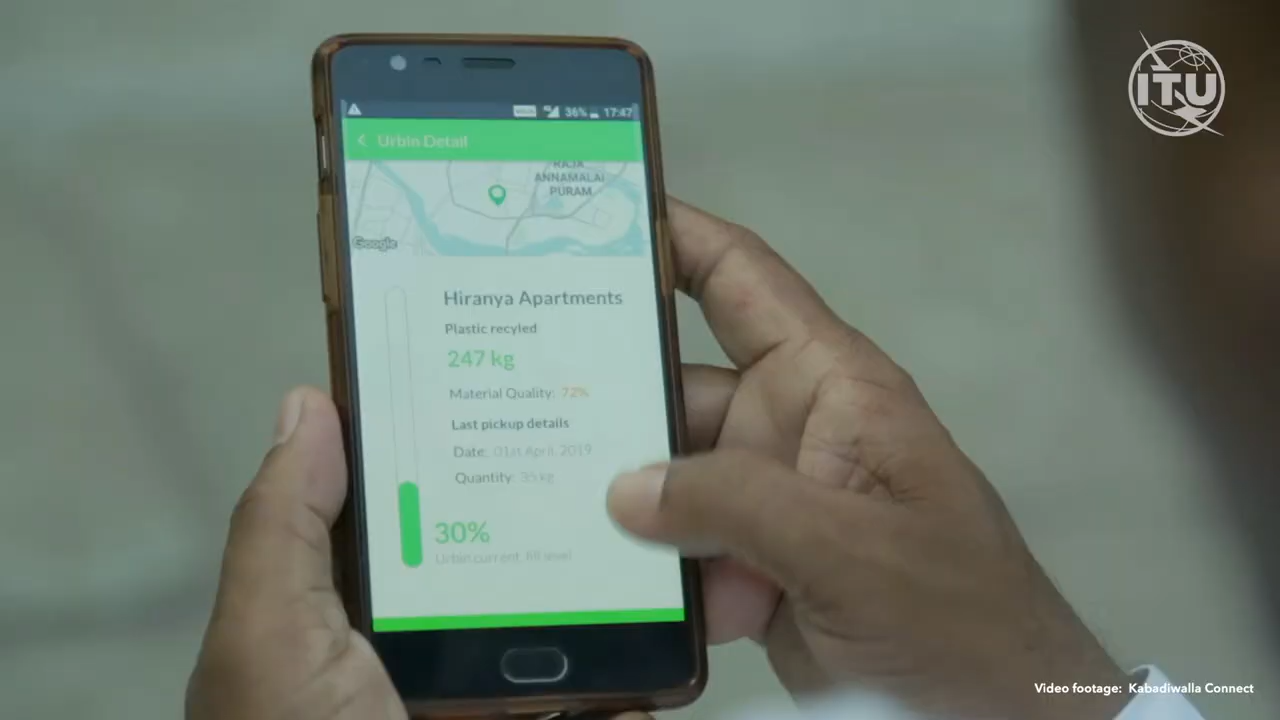 ITU
36% 17:47
Urbin Detail
RAJA
ANNAMALAI
PURAM
Google
Hiranya Apartments
Plastic recyled
247 kg
Material Quality: 72%
Last pickup details
Date: 01st April, 2019
Quantity: 35 kg
30%
Urbin current fill level
Video footage: Kabadiwalla Connect